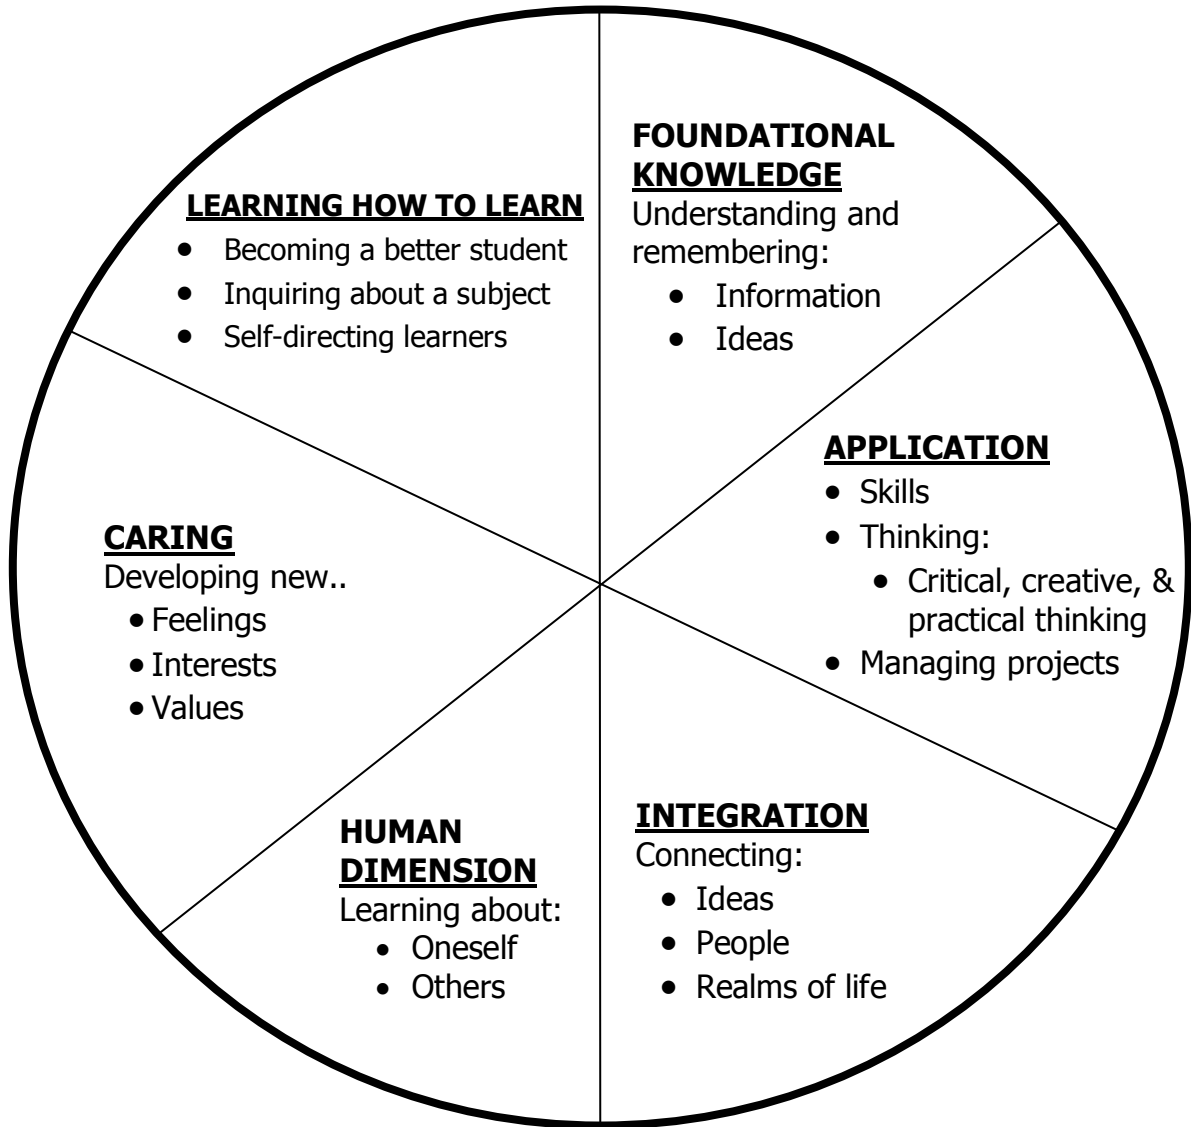 FOUNDATIONAL
KNOWLEDGE
Understanding and
remembering:
• Information
• Ideas
APPLICATION
• Skills
• Thinking:
• Critical, creative, &
practical thinking
• Managing projects
INTEGRATION
Connecting:
• Ideas
• People
• Realms of life
HUMAN
DIMENSION
Learning about:
• Oneself
• Others
CARING
Developing new..
• Feelings
• Interests
• Values
LEARNING HOW TO LEARN
• Becoming a better student
• Inquiring about a subject
• Self-directing learners